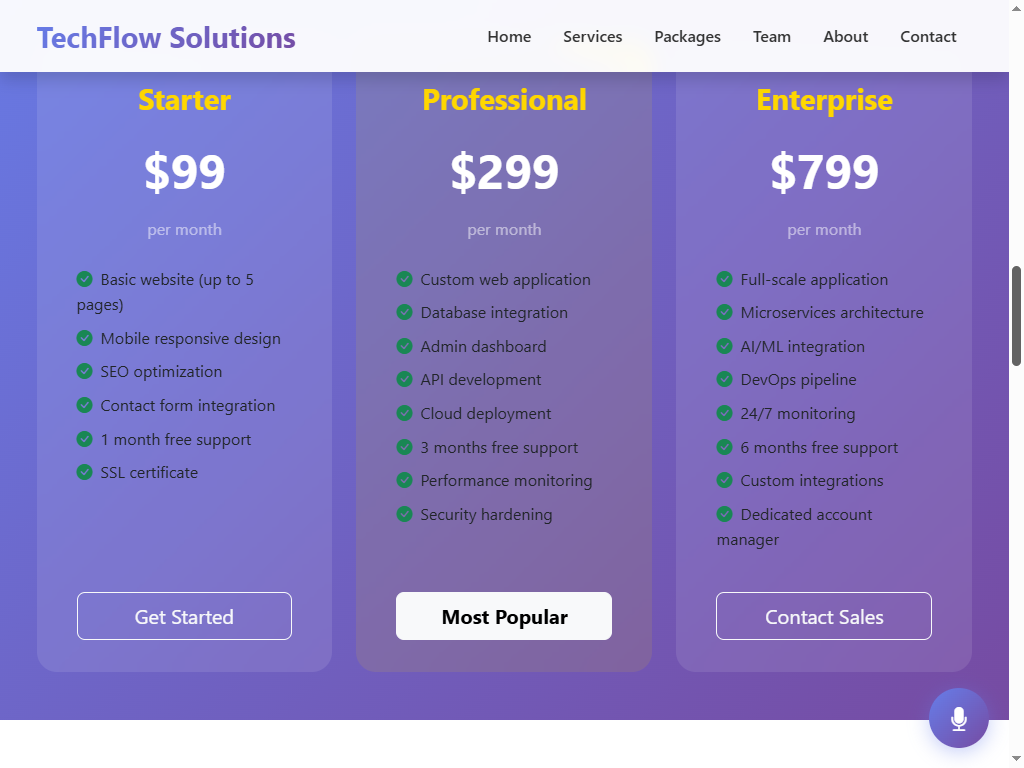 TechFlow Solutions
Home Services Packages Team About Contact
Starter
$99
per month
Basic website (up to 5
pages)
Mobile responsive design
SEO optimization
Contact form integration
1 month free support
SSL certificate
Get Started
Professional
$299
per month
Custom web application
Database integration
Admin dashboard
API development
Cloud deployment
3 months free support
Performance monitoring
Security hardening
Most Popular
Enterprise
$799
per month
Full-scale application
Microservices architecture
AI/ML integration
DevOps pipeline
24/7 monitoring
6 months free support
Custom integrations
Dedicated account
manager
Contact Sales